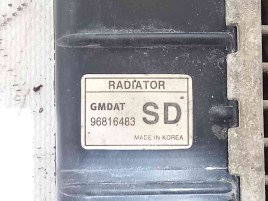 RADIATOR
GMDAT SD
96816483
MADE IN KOREA